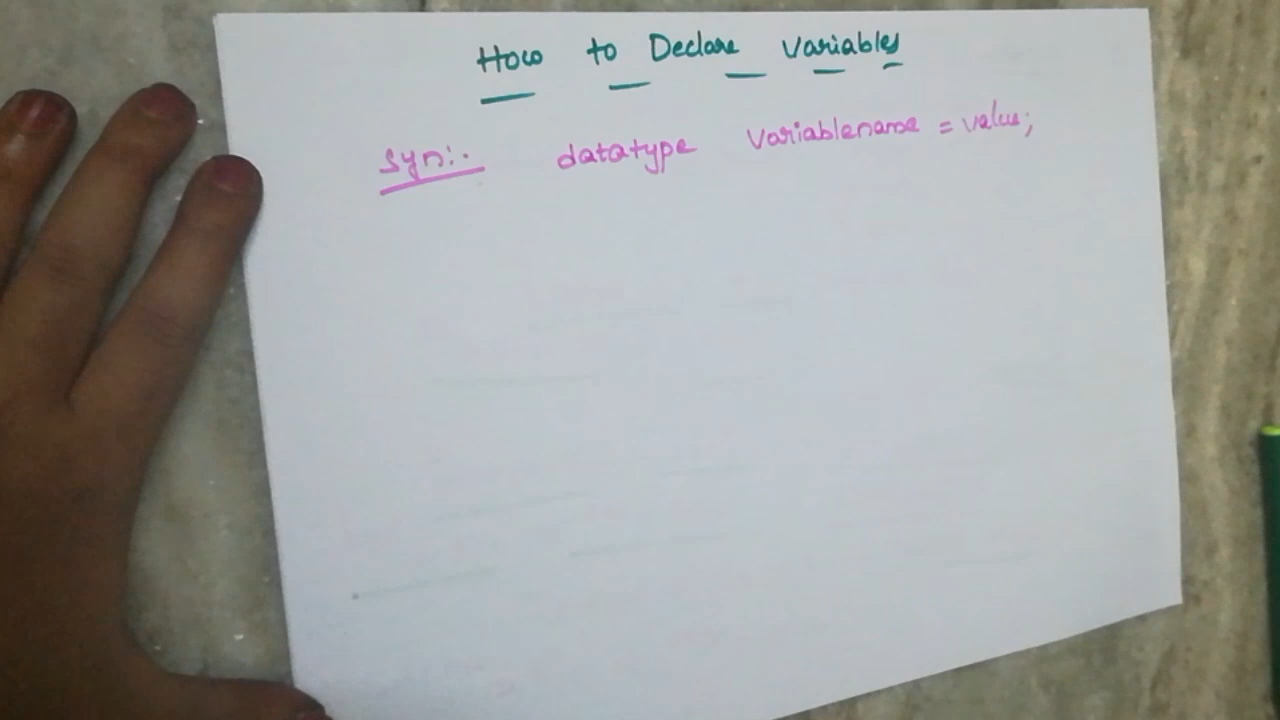 How to Declare Variables
Syn:- datatype Variablename = value;